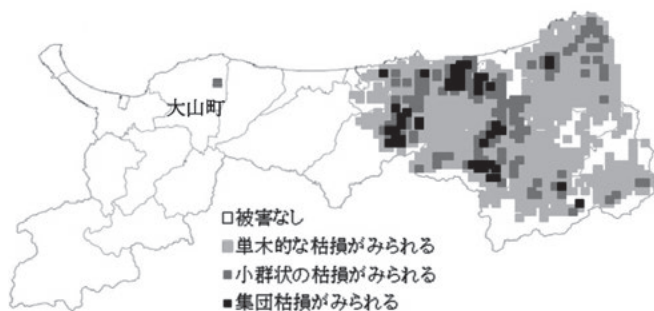 大山町
被害なし
単木的な枯損がみられる
小群状の枯損がみられる
集団枯損がみられる